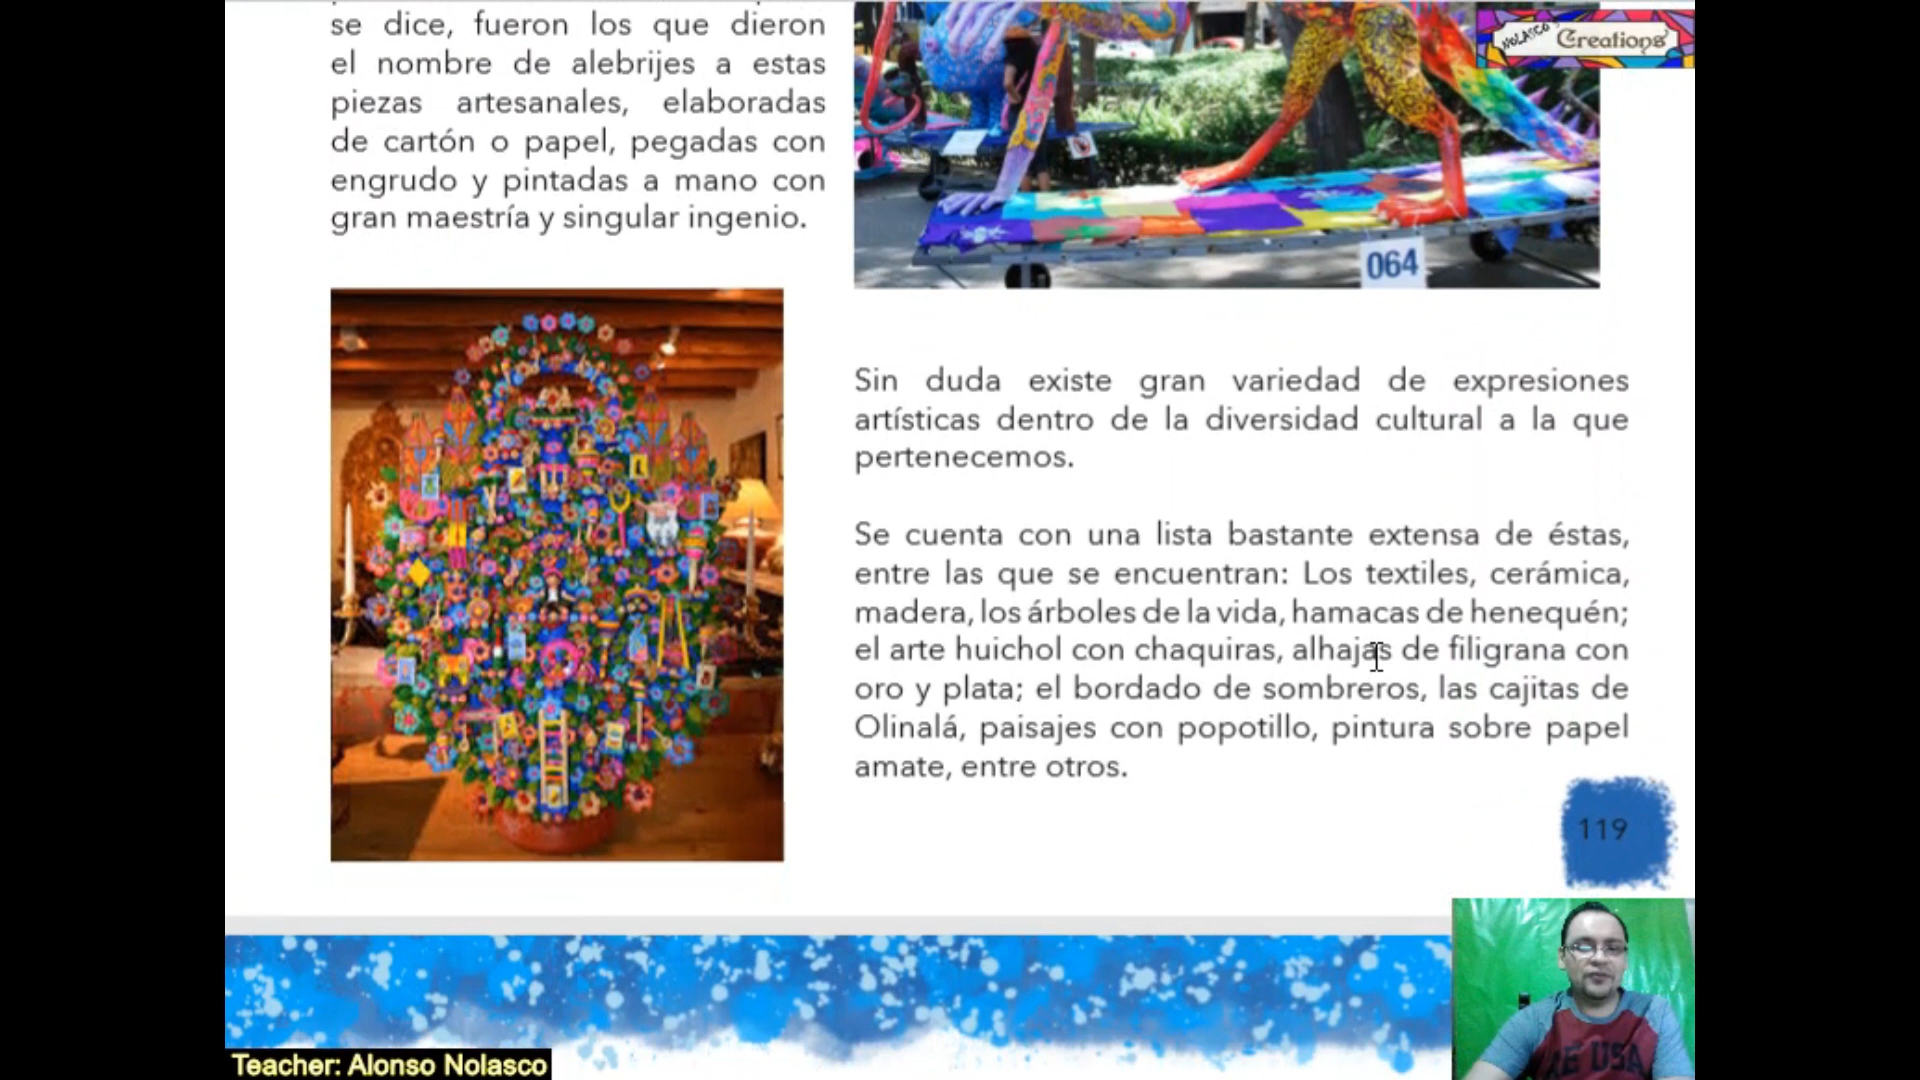 se dice, fueron los que dieron
el nombre de alebrijes a estas
piezas artesanales, elaboradas
de cartón o papel, pegadas con
engrudo y pintadas a mano con
gran maestría y singular ingenio.
064
Sin duda existe gran variedad de expresiones
artísticas dentro de la diversidad cultural a la que
pertenecemos.
Se cuenta con una lista bastante extensa de éstas,
entre las que se encuentran: Los textiles, cerámica,
madera, los árboles de la vida, hamacas de henequén;
el arte huichol con chaquiras, alhajas de filigrana con
oro y plata; el bordado de sombreros, las cajitas de
Olinalá, paisajes con popotillo, pintura sobre papel
amate, entre otros.
119
NOLASCO'S Creations
Teacher: Alonso Nolasco
AE USA